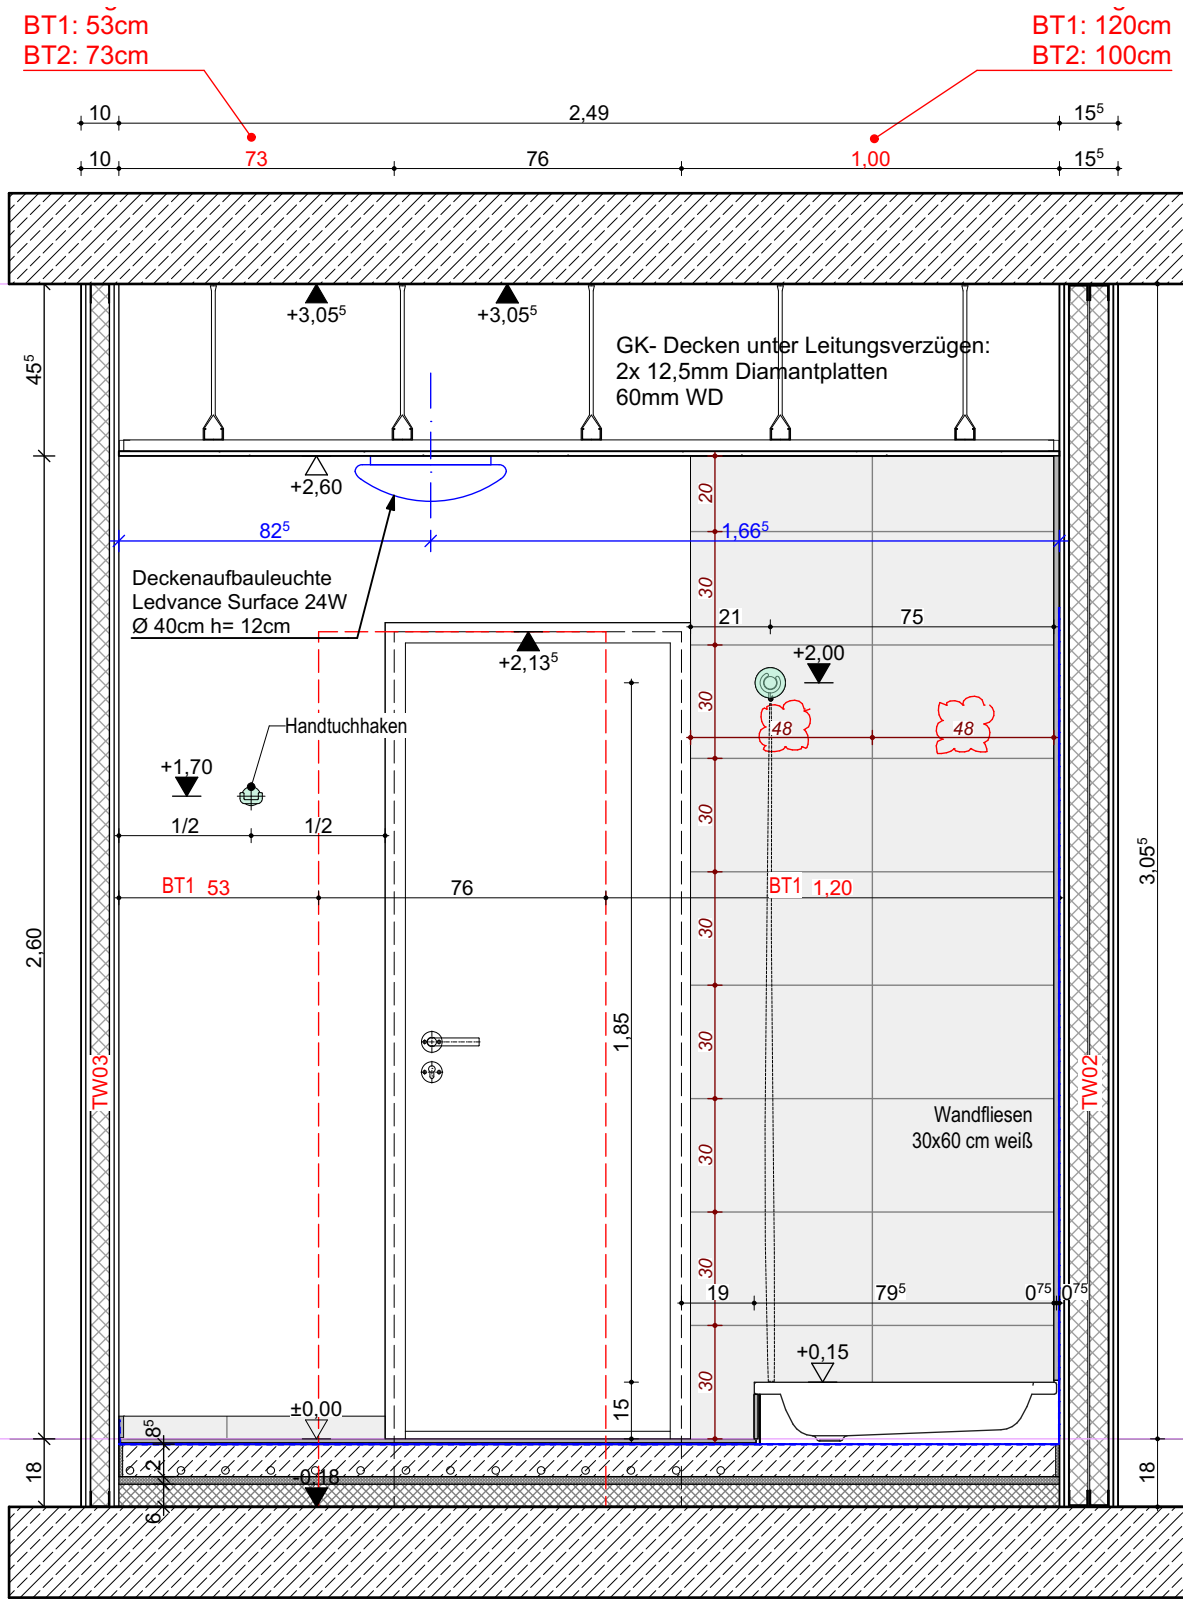 BT1: 53cm
BT2: 73cm
BT1: 120cm
BT2: 100cm
10
2,49
15⁵
10
73
76
1,00
15⁵
+3,05⁵
+3,05⁵
45⁵
GK- Decken unter Leitungsverzügen:
2x 12,5mm Diamantplatten
60mm WD
+2,60
20
82⁵
1,66⁵
Deckenaufbauleuchte
Ledvance Surface 24W
Ø 40cm h= 12cm
30
21
75
+2,13⁵
+2,00
30
48
48
Handtuchhaken
+1,70
30
1/2
1/2
3,05⁵
BT1 53
76
BT1 1,20
30
2,60
1,85
30
TW03
TW02
Wandfliesen
30x60 cm weiß
30
30
19
79⁵
0⁷⁵
0⁷⁵
+0,15
30
15
±0,00
8⁵
18
2
-0,18
18
6